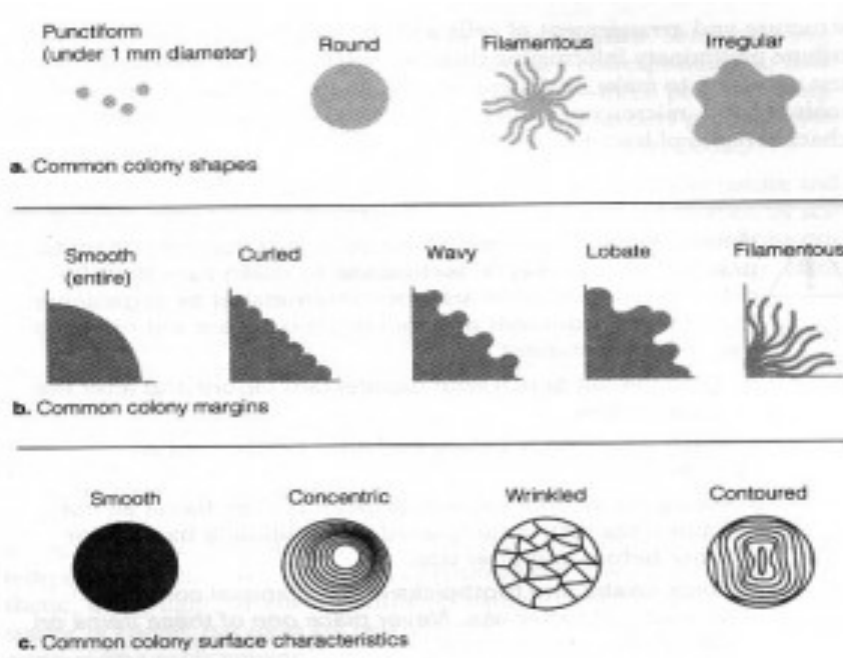 Punctiform
(under 1 mm diameter)
Round
Filamentous
Irregular
a. Common colony shapes
Smooth
(entire)
Curled
Wavy
Lobate
Filamentous
b. Common colony margins
Smooth
Concentric
Wrinkled
Contoured
c. Common colony surface characteristics